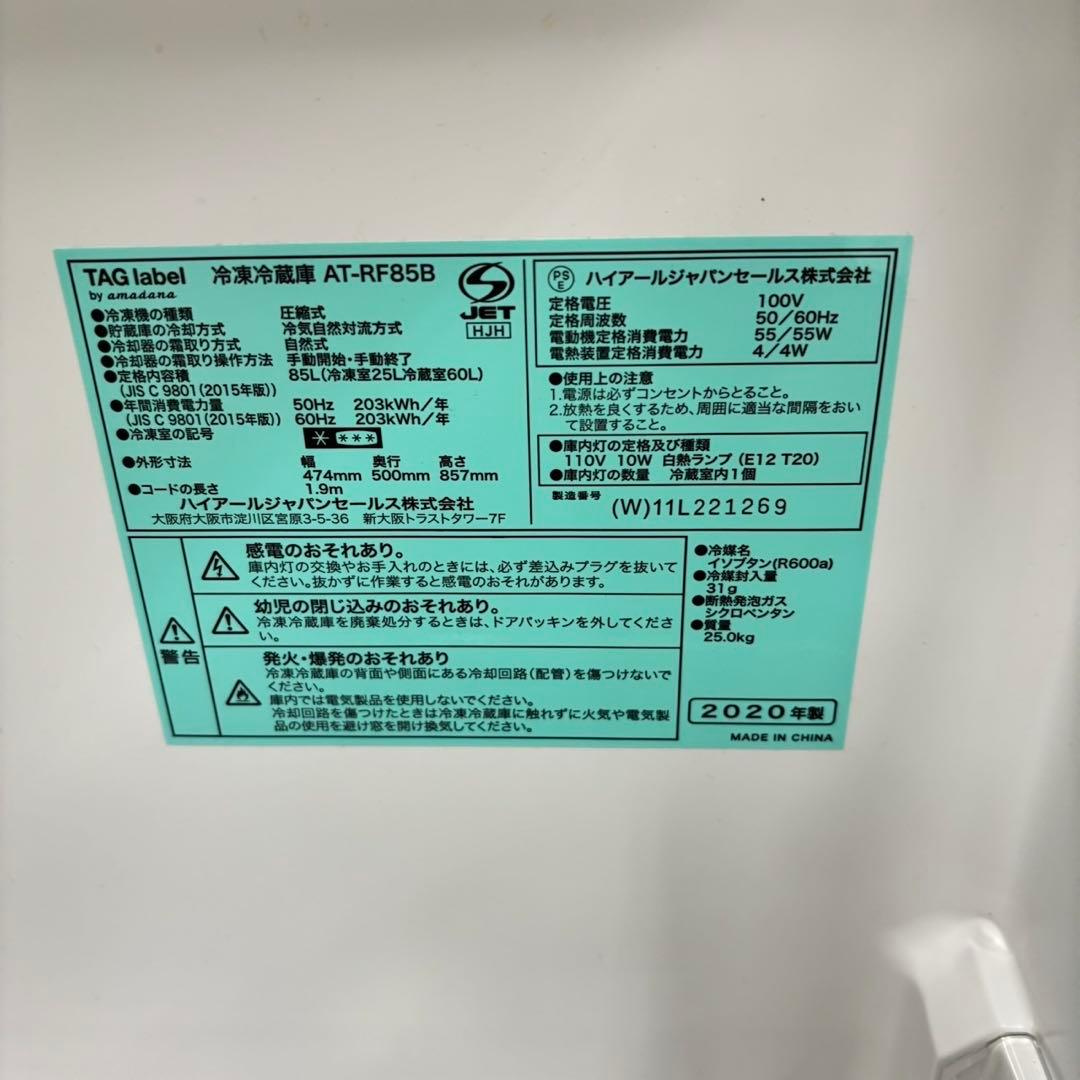 TAG label 冷凍冷蔵庫 AT-RF85B
by amadana
●冷凍機の種類 圧縮式
●貯蔵庫の冷却方式 冷気自然対流方式
●冷却器の霜取り方式 自然式
●冷却器の霜取り操作方法 手動開始・手動終了
●定格内容積 85L(冷凍室25L冷蔵室60L)
(JIS C 9801(2015年版))
●年間消費電力量 50Hz 203kWh/年
(JIS C 9801(2015年版)) 60Hz 203kWh/年
●冷凍室の記号 * ***
●外形寸法 幅 奥行 高さ
474mm 500mm 857mm
●コードの長さ 1.9m
ハイアールジャパンセールス株式会社
大阪府大阪市淀川区宮原3-5-36 新大阪トラストタワー7F
S
JET
HJH
PS
E
ハイアールジャパンセールス株式会社
定格電圧 100V
定格周波数 50/60Hz
電動機定格消費電力 55/55W
電熱装置定格消費電力 4/4W
●使用上の注意
1.電源は必ずコンセントからとること。
2.放熱を良くするため、周囲に適当な間隔をおい
て設置すること。
●庫内灯の定格及び種類
110V 10W 白熱ランプ (E12 T20)
●庫内灯の数量 冷蔵室内1個
製造番号 (W)11L221269
警告
感電のおそれあり。
庫内灯の交換やお手入れのときには、必ず差込みプラグを抜いて
ください。抜かずに作業すると感電のおそれがあります。
幼児の閉じ込めのおそれあり。
冷凍冷蔵庫を廃棄処分するときは、ドアパッキンを外してくださ
い。
発火・爆発のおそれあり
冷凍冷蔵庫の背面や側面にある冷却回路(配管)を傷つけないで
ください。
庫内では電気製品を使用しないでください。
冷却回路を傷つけたときは冷凍冷蔵庫に触れずに火気や電気製
品の使用を避け窓を開け換気してください。
●冷媒名
イソブタン(R600a)
●冷媒封入量
31g
●断熱発泡ガス
シクロペンタン
●質量
25.0kg
2020年製
MADE IN CHINA